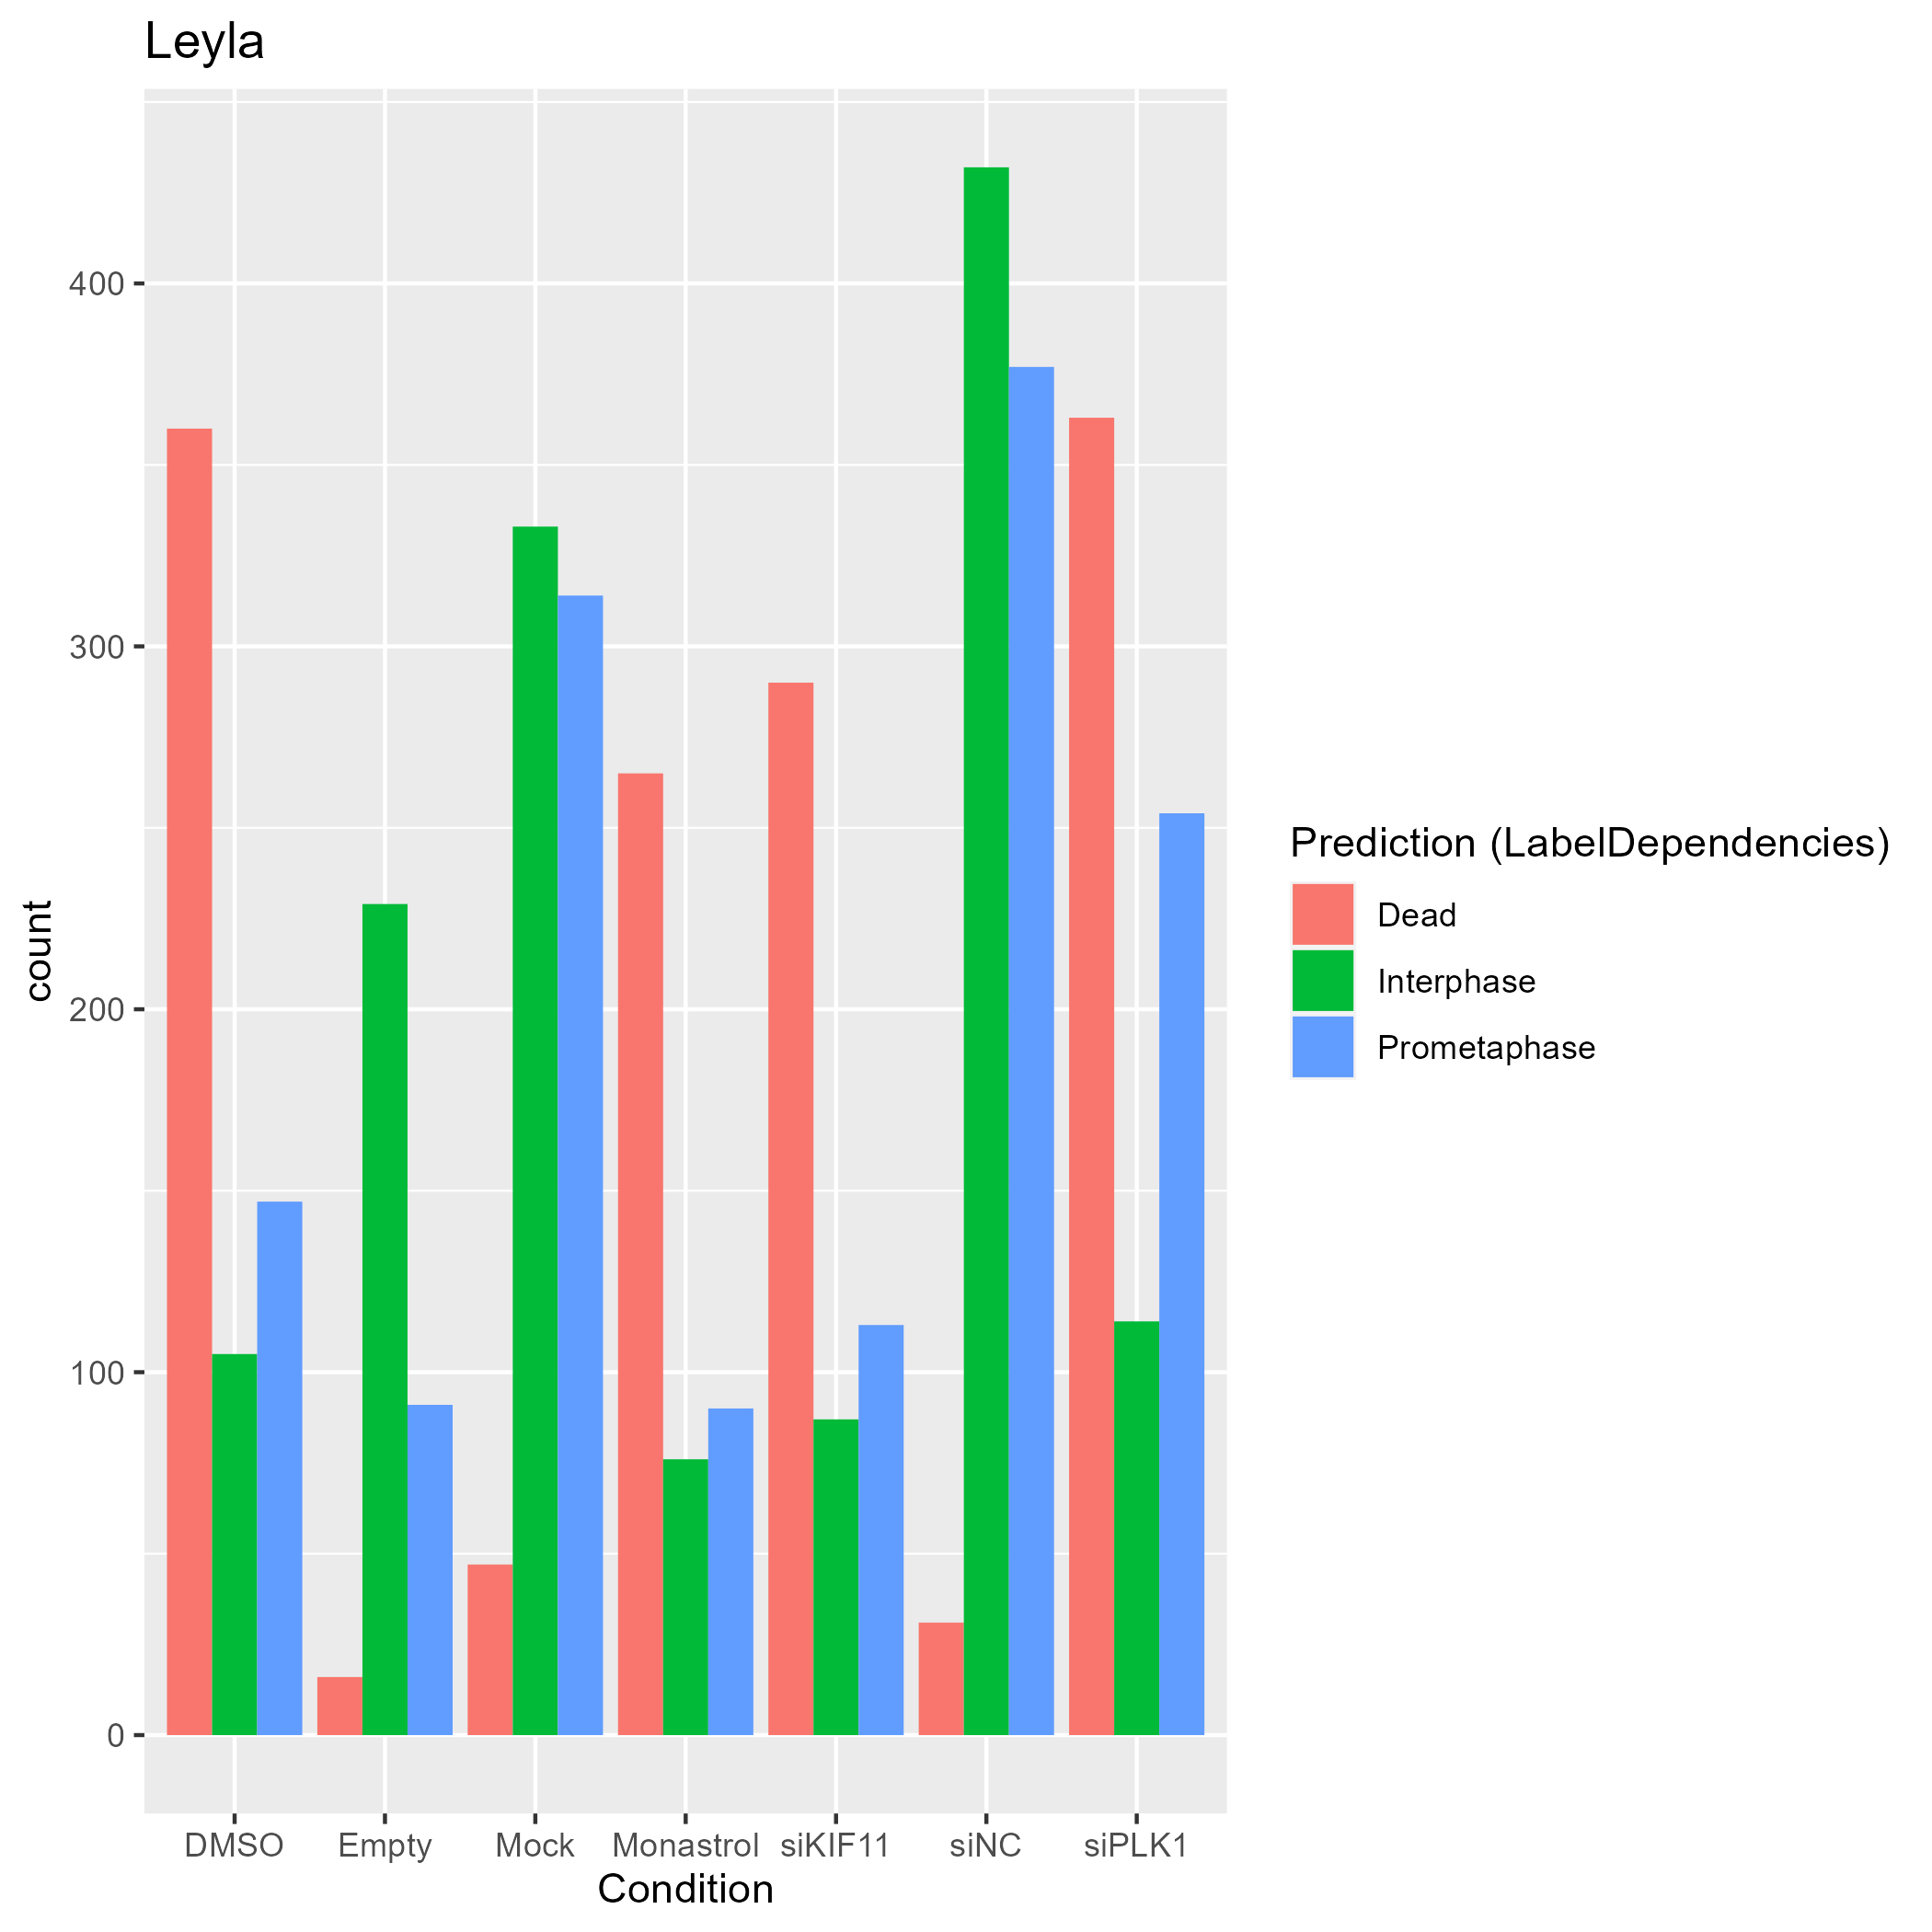 Leyla
400
300
200
100
0
count
DMSO Empty Mock Monastrol siKIF11 siNC siPLK1
Condition
Prediction (LabelDependencies)
Dead
Interphase
Prometaphase